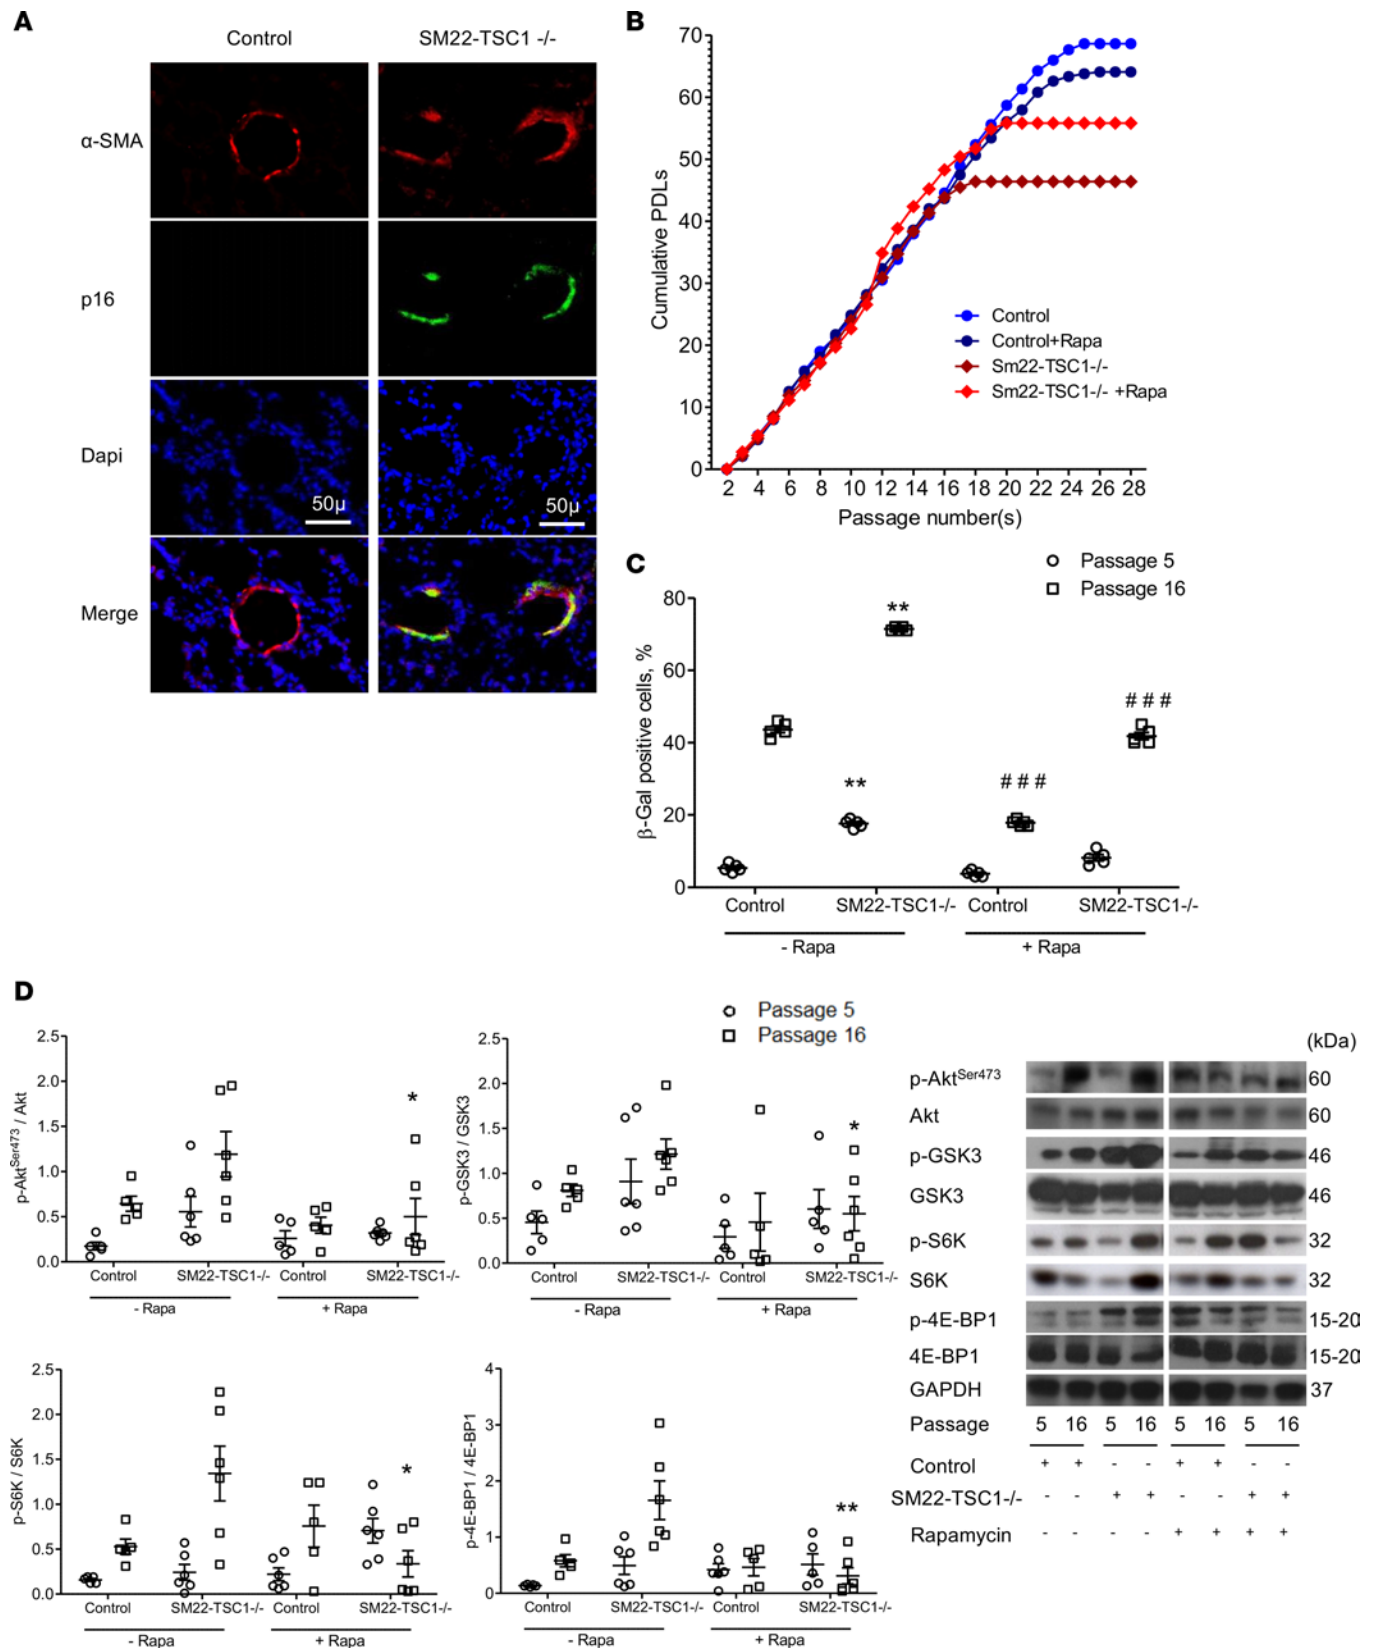 A
Control
SM22-TSC1 -/-
α-SMA
p16
Dapi
50µ
50µ
Merge
B
70
60
50
40
30
20
10
0
Cumulative PDLs
2 4 6 8 10 12 14 16 18 20 22 24 26 28
Passage number(s)
Control
Control+Rapa
Sm22-TSC1-/-
Sm22-TSC1-/- +Rapa
C
Passage 5
Passage 16
80
60
40
20
0
β-Gal positive cells, %
**
**
# # #
# # #
Control
SM22-TSC1-/-
Control
SM22-TSC1-/-
- Rapa
+ Rapa
D
Passage 5
Passage 16
2.5
2.0
1.5
1.0
0.5
0.0
p-AktSer473 / Akt
*
Control
SM22-TSC1-/-
Control
SM22-TSC1-/-
- Rapa
+ Rapa
2.5
2.0
1.5
1.0
0.5
0.0
p-GSK3 / GSK3
*
Control
SM22-TSC1-/-
Control
SM22-TSC1-/-
- Rapa
+ Rapa
2.5
2.0
1.5
1.0
0.5
0.0
p-S6K / S6K
*
Control
SM22-TSC1-/-
Control
SM22-TSC1-/-
- Rapa
+ Rapa
4
3
2
1
0
p-4E-BP1 / 4E-BP1
**
Control
SM22-TSC1-/-
Control
SM22-TSC1-/-
- Rapa
+ Rapa
(kDa)
p-AktSer473 60
Akt 60
p-GSK3 46
GSK3 46
p-S6K 32
S6K 32
p-4E-BP1 15-20
4E-BP1 15-20
GAPDH 37
Passage 5 16 5 16 5 16 5 16
Control + + - - + + - -
SM22-TSC1-/- - - + + - - + +
Rapamycin - - - - + + + +